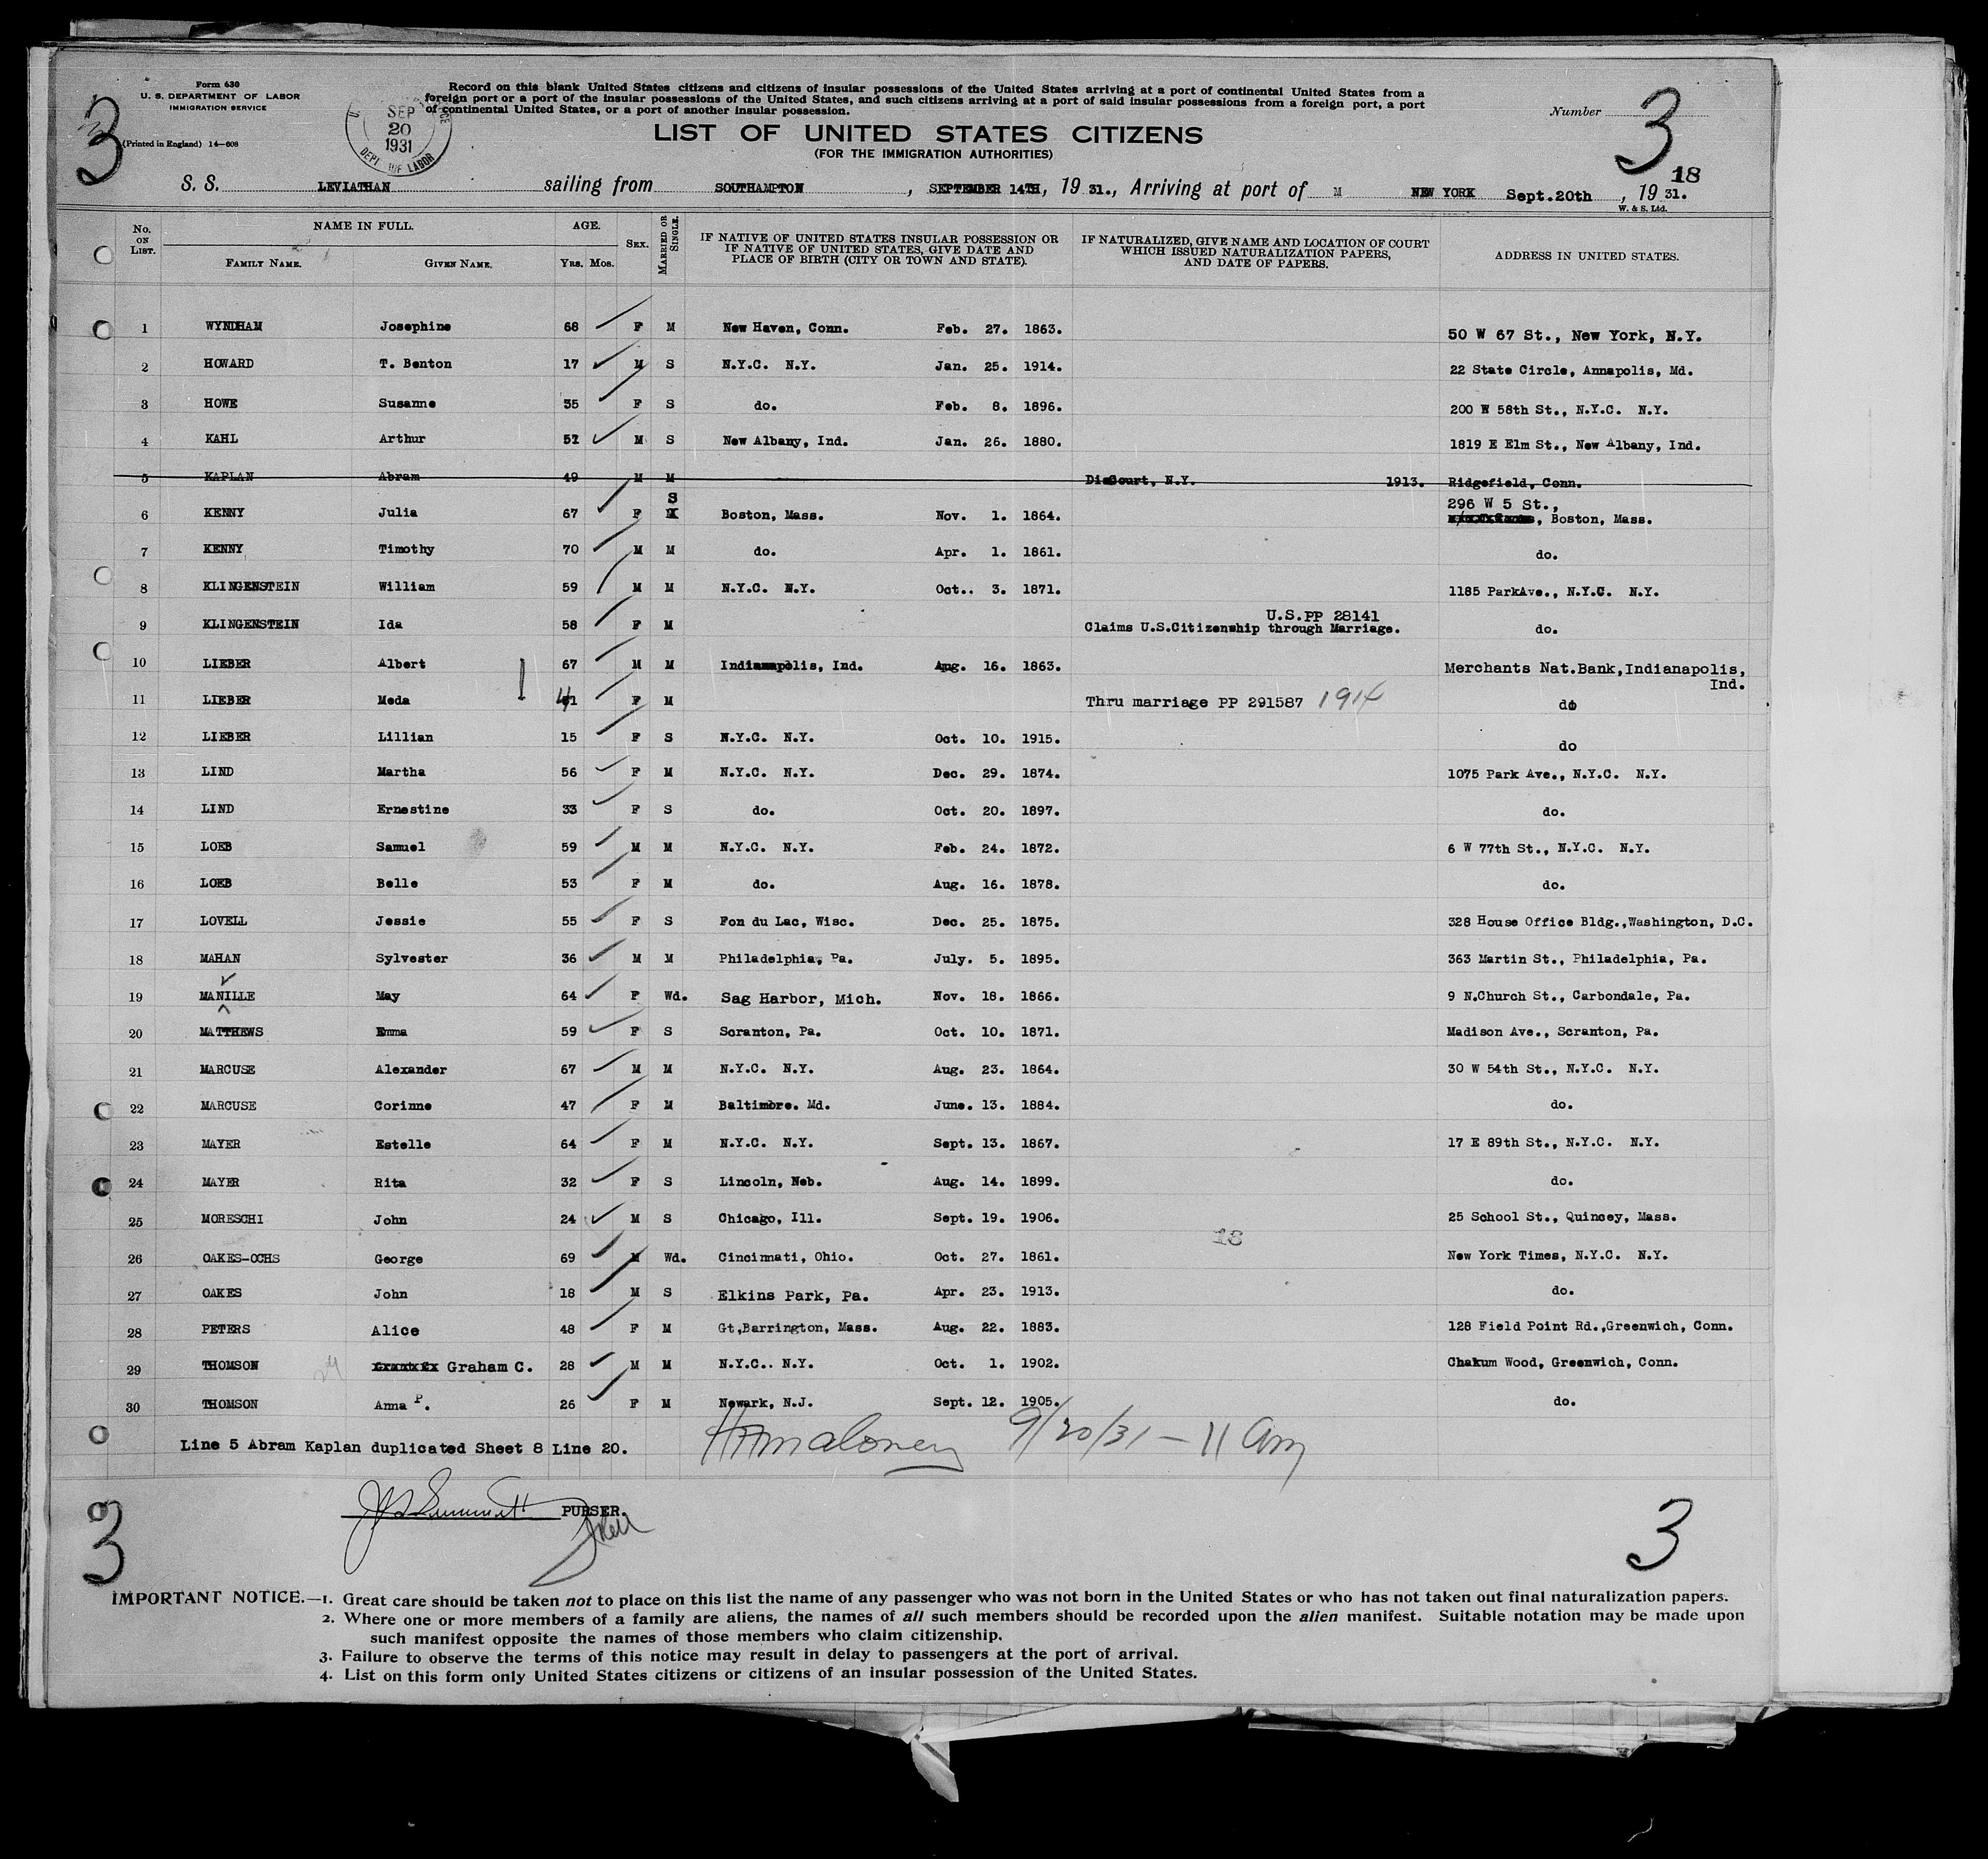 Form 630
U. S. DEPARTMENT OF LABOR
IMMIGRATION SERVICE
(Printed in England) 14—608
3
SEP
20
1931
DEPT. OF LABOR
Record on this blank United States citizens and citizens of insular possessions of the United States arriving at a port of continental United States from a
foreign port or a port of the insular possessions of the United States, and such citizens arriving at a port of said insular possessions from a foreign port, a port
of continental United States, or a port of another insular possession.
LIST OF UNITED STATES CITIZENS
(FOR THE IMMIGRATION AUTHORITIES)
Number
3
18
S. S. LEVIATHAN sailing from SOUTHAMPTON, SEPTEMBER 14TH, 19 31., Arriving at port of M NEW YORK Sept.20th, 19 31.
W. & S. Ltd.
No. ON LIST. NAME IN FULL. FAMILY NAME. GIVEN NAME. AGE. YRS. MOS. SEX. MARRIED OR SINGLE. IF NATIVE OF UNITED STATES INSULAR POSSESSION OR IF NATIVE OF UNITED STATES, GIVE DATE AND PLACE OF BIRTH (CITY OR TOWN AND STATE). IF NATURALIZED, GIVE NAME AND LOCATION OF COURT WHICH ISSUED NATURALIZATION PAPERS, AND DATE OF PAPERS. ADDRESS IN UNITED STATES.
1 WYNDHAM Josephine 68 F M New Haven, Conn. Feb. 27. 1863. 50 W 67 St., New York, N.Y.
2 HOWARD T. Benton 17 M S N.Y.C. N.Y. Jan. 25. 1914. 22 State Circle, Annapolis, Md.
3 HOWE Susanne 35 F S do. Feb. 8. 1896. 200 W 58th St., N.Y.C. N.Y.
4 KAHL Arthur 51 M S New Albany, Ind. Jan. 26. 1880. 1819 E Elm St., New Albany, Ind.
5 KAPLAN Abram 49 M M DisCourt, N.Y. 1913. Ridgefield, Conn.
6 KENNY Julia 67 F S Boston, Mass. Nov. 1. 1864. 296 W 5 St., , Boston, Mass.
7 KENNY Timothy 70 M M do. Apr. 1. 1861. do.
8 KLINGENSTEIN William 59 M M N.Y.C. N.Y. Oct.. 3. 1871. 1185 ParkAve., N.Y.C. N.Y.
9 KLINGENSTEIN Ida 58 F M U.S.PP 28141 Claims U.S.Citizenship through Marriage. do.
10 LIEBER Albert 67 M M Indianapolis, Ind. Aug. 16. 1863. Merchants Nat.Bank,Indianapolis, Ind.
11 LIEBER Meda 41 F M Thru marriage PP 291587 1914 do
12 LIEBER Lillian 15 F S N.Y.C. N.Y. Oct. 10. 1915. do
13 LIND Martha 56 F M N.Y.C. N.Y. Dec. 29. 1874. 1075 Park Ave., N.Y.C. N.Y.
14 LIND Ernestine 33 F S do. Oct. 20. 1897. do.
15 LOEB Samuel 59 M M N.Y.C. N.Y. Feb. 24. 1872. 6 W 77th St., N.Y.C. N.Y.
16 LOEB Belle 53 F M do. Aug. 16. 1878. do.
17 LOVELL Jessie 55 F S Fon du Lac, Wisc. Dec. 25. 1875. 328 House Office Bldg.,Washington, D.C.
18 MAHAN Sylvester 36 M M Philadelphia, Pa. July. 5. 1895. 363 Martin St., Philadelphia, Pa.
19 MANILLE May 64 F Wd. Sag Harbor, Mich. Nov. 18. 1866. 9 N.Church St., Carbondale, Pa.
20 MATTHEWS Emma 59 F S Scranton, Pa. Oct. 10. 1871. Madison Ave., Scranton, Pa.
21 MARCUSE Alexander 67 M M N.Y.C. N.Y. Aug. 23. 1864. 30 W 54th St., N.Y.C. N.Y.
22 MARCUSE Corinne 47 F M Baltimore. Md. June. 13. 1884. do.
23 MAYER Estelle 64 F M N.Y.C. N.Y. Sept. 13. 1867. 17 E 89th St., N.Y.C. N.Y.
24 MAYER Rita 32 F S Lincoln, Neb. Aug. 14. 1899. do.
25 MORESCHI John 24 M S Chicago, Ill. Sept. 19. 1906. 25 School St., Quincey, Mass.
18
26 OAKES-OCHS George 69 M Wd. Cincinnati, Ohio. Oct. 27. 1861. New York Times, N.Y.C. N.Y.
27 OAKES John 18 M S Elkins Park, Pa. Apr. 23. 1913. do.
28 PETERS Alice 48 F M Gt,Barrington, Mass. Aug. 22. 1883. 128 Field Point Rd.,Greenwich, Conn.
29 THOMSON Graham C. 28 M M N.Y.C.. N.Y. Oct. 1. 1902. Chakum Wood, Greenwich, Conn.
30 THOMSON Anna P. 26 F M Newark, N.J. Sept. 12. 1905. do.
Line 5 Abram Kaplan duplicated Sheet 8 Line 20.
Maloney 9/20/31 — 11 am
PURSER.
3
3
IMPORTANT NOTICE.—1. Great care should be taken not to place on this list the name of any passenger who was not born in the United States or who has not taken out final naturalization papers.
2. Where one or more members of a family are aliens, the names of all such members should be recorded upon the alien manifest. Suitable notation may be made upon
such manifest opposite the names of those members who claim citizenship.
3. Failure to observe the terms of this notice may result in delay to passengers at the port of arrival.
4. List on this form only United States citizens or citizens of an insular possession of the United States.